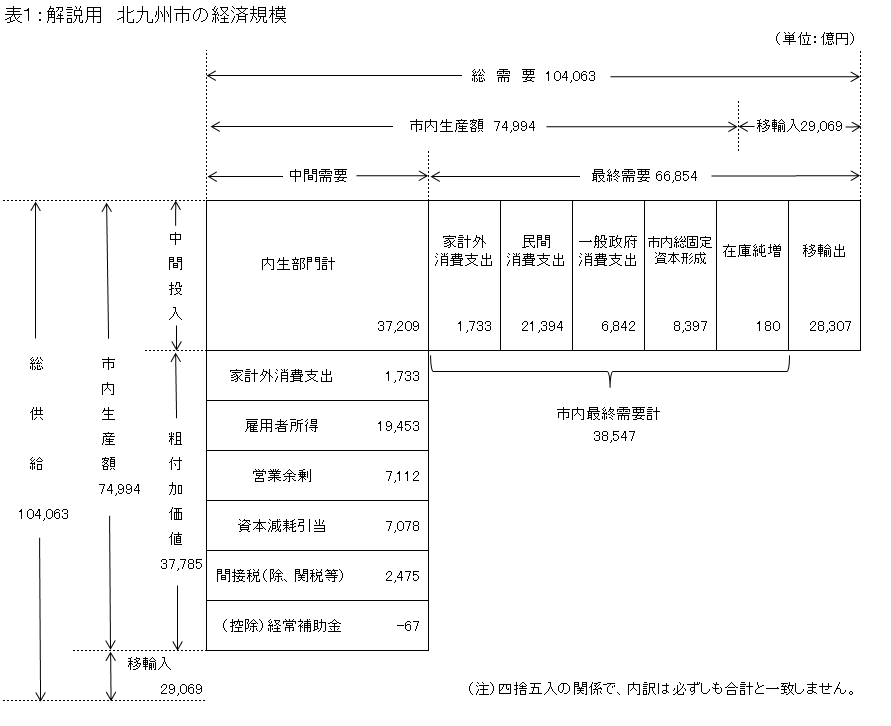 表1：解説用　北九州市の経済規模
（単位：億円）
総 需 要 104,063
市内生産額 74,994
移輸入29,069
中間需要
最終需要 66,854
中間投入
内生部門計
37,209
家計外
消費支出
1,733
民間
消費支出
21,394
一般政府
消費支出
6,842
市内総固定
資本形成
8,397
在庫純増
180
移輸出
28,307
総供給
104,063
市内生産額
74,994
粗付加価値
37,785
家計外消費支出 1,733
雇用者所得 19,453
営業余剰 7,112
資本減耗引当 7,078
間接税（除、関税等） 2,475
（控除）経常補助金 -67
市内最終需要計
38,547
移輸入
29,069
（注）四捨五入の関係で、内訳は必ずしも合計と一致しません。